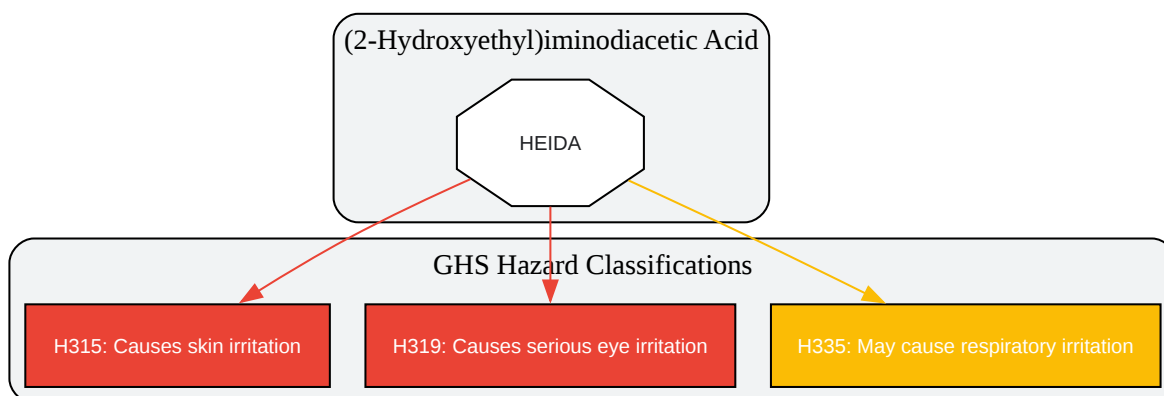 (2-Hydroxyethyl)iminodiacetic Acid
HEIDA
GHS Hazard Classifications
H315: Causes skin irritation
H319: Causes serious eye irritation
H335: May cause respiratory irritation